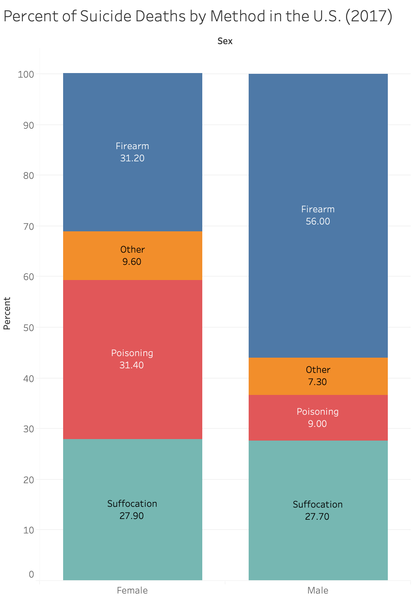 Percent of Suicide Deaths by Method in the U.S. (2017)
Sex
100
90
80
70
60
50
40
30
20
10
0
Percent
Firearm
31.20
Other
9.60
Poisoning
31.40
Suffocation
27.90
Firearm
56.00
Other
7.30
Poisoning
9.00
Suffocation
27.70
Female
Male